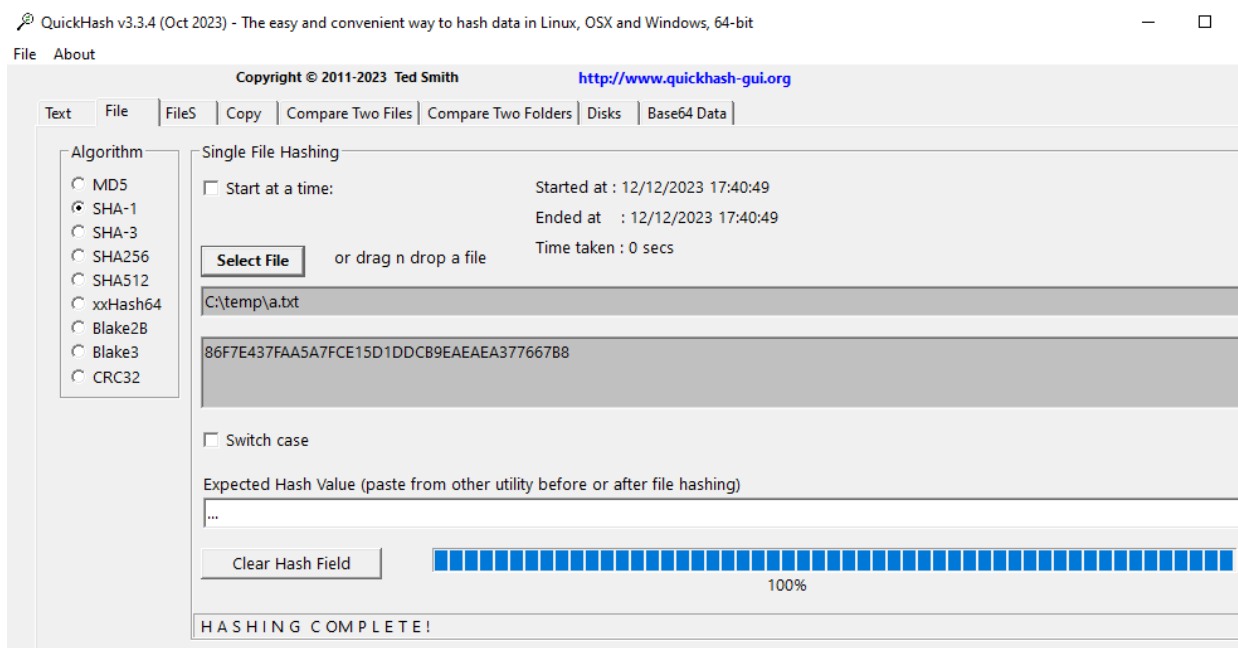 QuickHash v3.3.4 (Oct 2023) - The easy and convenient way to hash data in Linux, OSX and Windows, 64-bit
File About
Copyright © 2011-2023 Ted Smith http://www.quickhash-gui.org
Text File FileS Copy Compare Two Files Compare Two Folders Disks Base64 Data
Algorithm
MD5
SHA-1
SHA-3
SHA256
SHA512
xxHash64
Blake2B
Blake3
CRC32
Single File Hashing
Start at a time:
Started at : 12/12/2023 17:40:49
Ended at : 12/12/2023 17:40:49
Time taken : 0 secs
Select File or drag n drop a file
C:\temp\a.txt
86F7E437FAA5A7FCE15D1DDCB9EAEAEA377667B8
Switch case
Expected Hash Value (paste from other utility before or after file hashing)
...
Clear Hash Field
100%
HASHING COMPLETE!